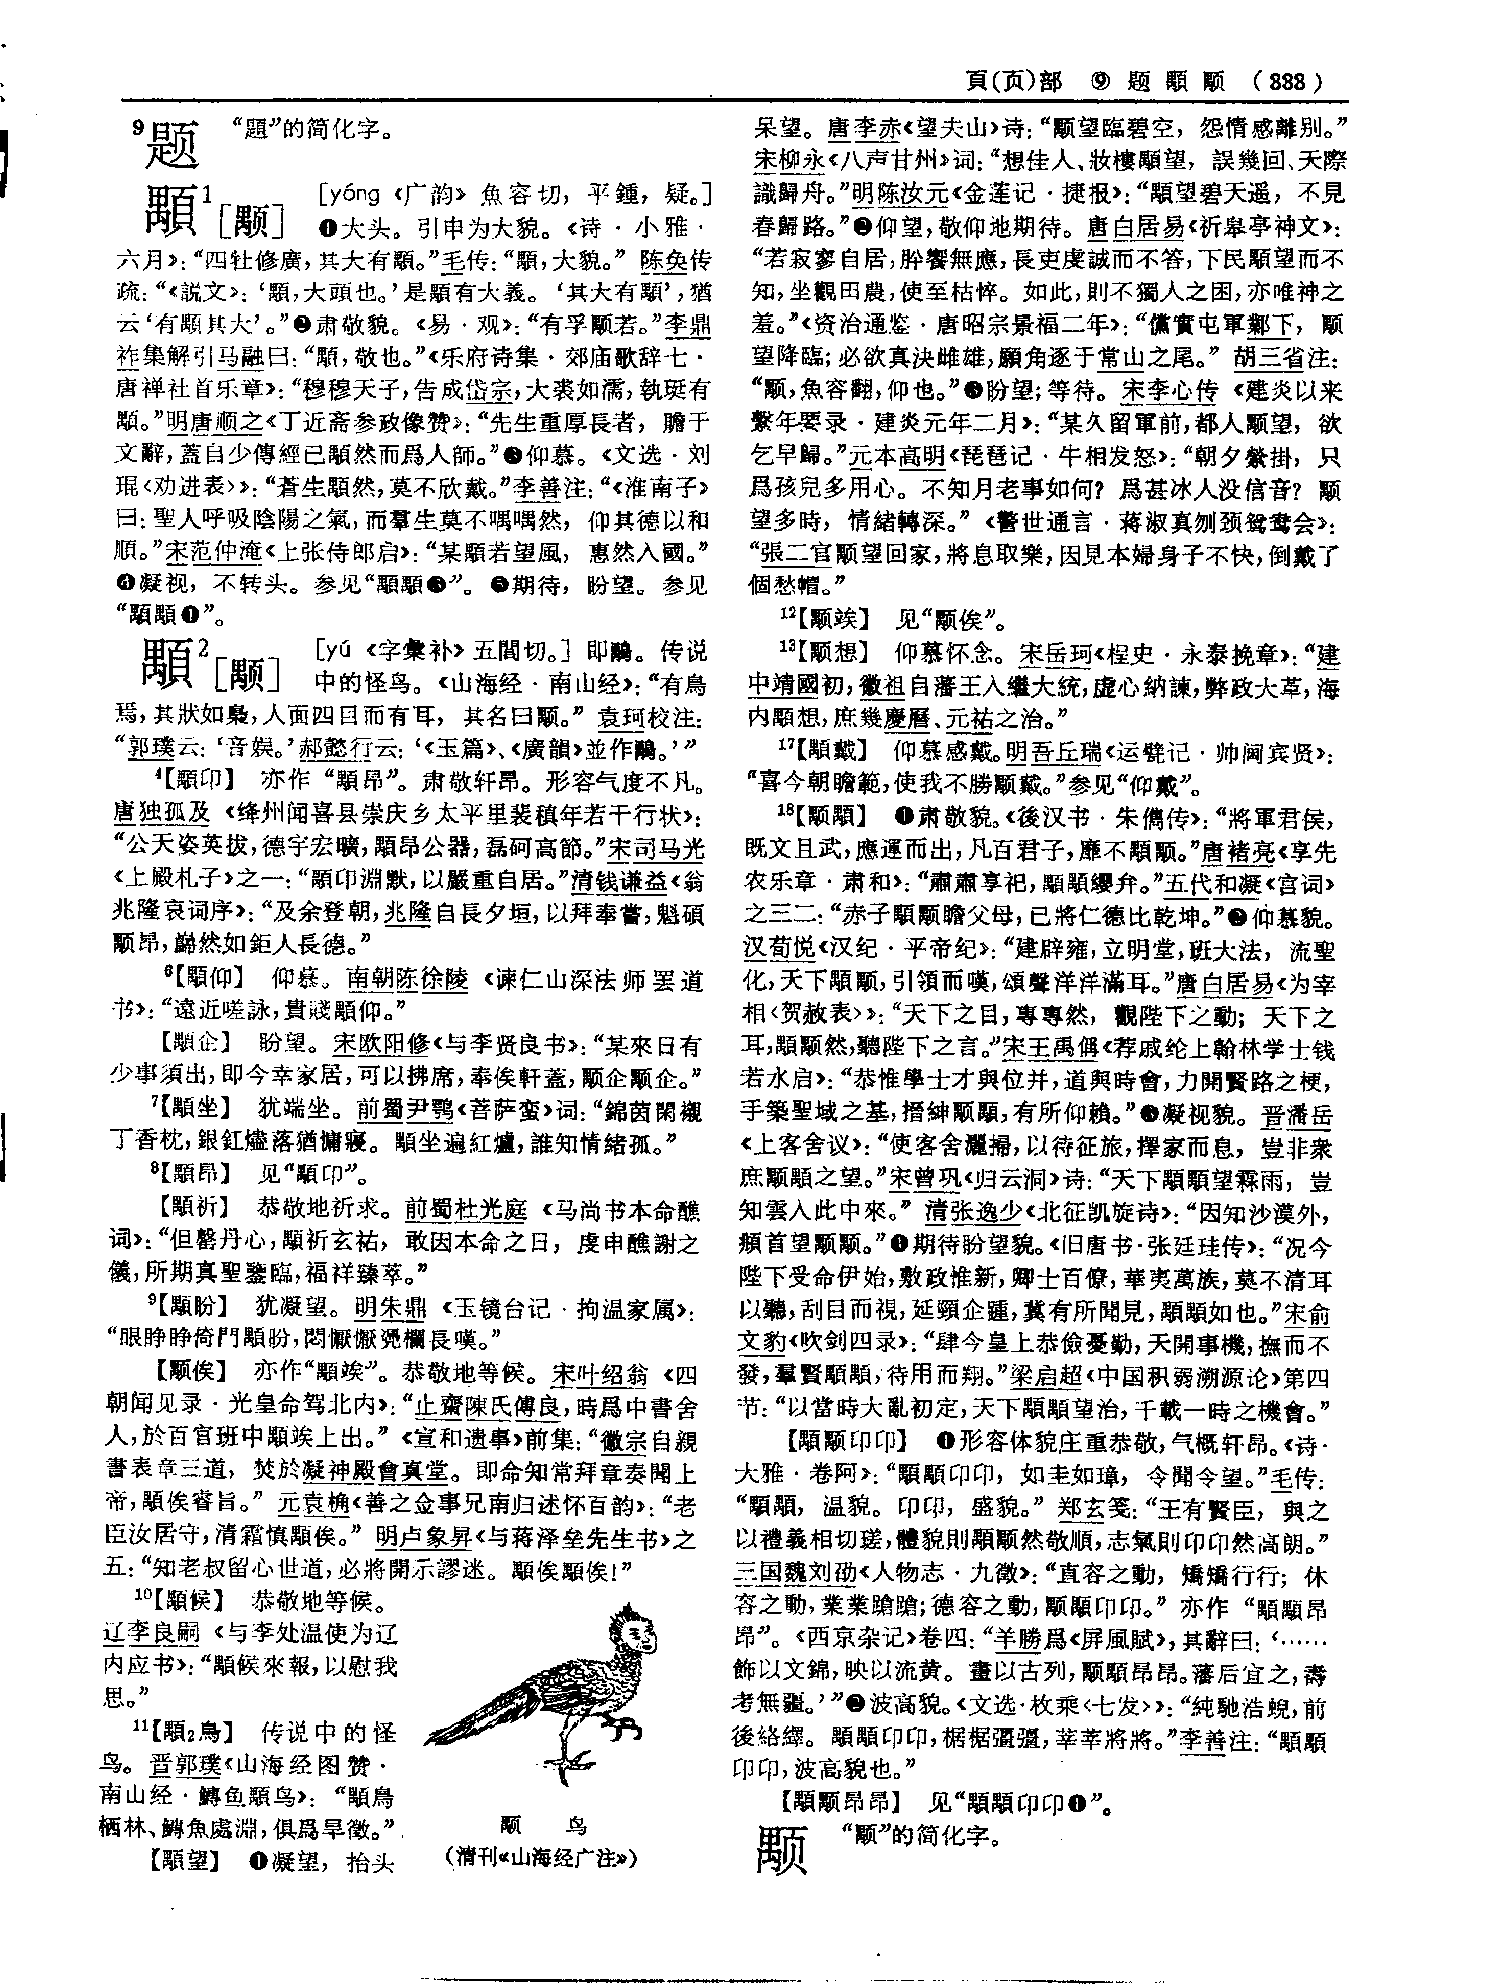 頁(页)部 ⑨ 题 顒 颙 (333)
9题 “題”的简化字。
顒1[颙] [yóng《广韵》魚容切，平鍾，疑。]
❶大头。引申为大貌。《诗·小雅·
六月》：“四牡修廣，其大有顒。”毛传：“顒，大貌。” 陈奂传
疏：“《說文》：‘顒，大頭也。’是顒有大義。‘其大有顒’，猶
云‘有顒其大’。”❷肃敬貌。《易·观》：“有孚顒若。”李鼎
祚集解引马融曰：“顒，敬也。”《乐府诗集·郊庙歌辞七·
唐禅社首乐章》：“穆穆天子，告成岱宗，大裘如濡，執珽有
顒。”明唐顺之《丁近斋参政像赞》：“先生重厚長者，贍于
文辭，蓋自少傳經已顒然而爲人師。”❸仰慕。《文选·刘
琨〈劝进表〉》：“蒼生顒然，莫不欣戴。”李善注：“《淮南子》
曰：聖人呼吸陰陽之氣，而羣生莫不喁喁然，仰其德以和
順。”宋范仲淹《上张侍郎启》：“某顒若望風，惠然入國。”
❹凝视，不转头。参见“顒顒❸”。❺期待，盼望。参见
“顒顒❶”。
顒2[颙] [yú《字彙补》五閭切。]即鷠。传说
中的怪鸟。《山海经·南山经》：“有鳥
焉，其狀如梟，人面四目而有耳，其名曰顒。”袁珂校注：
“郭璞云：‘音娱。’郝懿行云：‘《玉篇》、《廣韻》並作鷠。’”
4【顒卬】 亦作“顒昂”。肃敬轩昂。形容气度不凡。
唐独孤及《绛州闻喜县崇庆乡太平里裴稹年若干行状》：
“公天姿英拔，德宇宏曠，顒昂公器，磊砢高節。”宋司马光
《上殿札子》之一：“顒卬淵默，以嚴重自居。”清钱谦益《翁
兆隆哀词序》：“及余登朝，兆隆自長夕垣，以拜奉嘗，魁碩
顒昂，巋然如鉅人長德。”
6【顒仰】 仰慕。南朝陈徐陵《谏仁山深法师罢道
书》：“遠近嗟詠，貴賤顒仰。”
【顒企】 盼望。宋欧阳修《与李贤良书》：“某來日有
少事須出，即今幸家居，可以拂席，奉俟軒蓋，顒企顒企。”
7【顒坐】 犹端坐。前蜀尹鹗《菩萨蛮》词：“錦茵閑襯
丁香枕，銀釭燼落猶慵寢。顒坐遍紅爐，誰知情緒孤。”
8【顒昂】 见“顒卬”。
【顒祈】 恭敬地祈求。前蜀杜光庭《马尚书本命醮
词》：“但罄丹心，顒祈玄祐，敢因本命之日，虔申醮謝之
儀，所期真聖鑒臨，福祥臻萃。”
9【顒盼】 犹凝望。明朱鼎《玉镜台记·拘温家属》：
“眼睁睁倚門顒盼，悶懨懨凭欄長嘆。”
【顒俟】 亦作“顒竢”。恭敬地等候。宋叶绍翁《四
朝闻见录·光皇命驾北内》：“止齋陳氏傅良，時爲中書舍
人，於百官班中顒竢上出。”《宣和遗事》前集：“徽宗自親
書表章三道，焚於凝神殿會真堂。即命知常拜章奏聞上
帝，顒俟睿旨。” 元袁桷《善之佥事兄南归述怀百韵》：“老
臣汝居守，清霜慎顒俟。” 明卢象昇《与蒋泽垒先生书》之
五：“知老叔留心世道，必將開示謬迷。顒俟顒俟！”
10【顒候】 恭敬地等候。
辽李良嗣《与李处温使为辽
内应书》：“顒候來報，以慰我
思。”
11【顒₂鳥】 传说中的怪
鸟。晋郭璞《山海经图赞·
南山经·鱄鱼顒鸟》：“顒鳥
栖林、鱄魚處淵，俱爲旱徵。”
【顒望】 ❶凝望，抬头
颙 鸟
(清刊《山海经广注》)
呆望。唐李赤《望夫山》诗：“顒望臨碧空，怨情感離别。”
宋柳永《八声甘州》词：“想佳人、妝樓顒望，誤幾回、天際
識歸舟。”明陈汝元《金莲记·捷报》：“顒望碧天遥，不見
春歸路。”❷仰望，敬仰地期待。唐白居易《祈皋亭神文》：
“若寂寥自居，肸饗無應，長吏虔誠而不答，下民顒望而不
知，坐觀田農，使至枯悴。如此，則不獨人之困，亦唯神之
羞。”《资治通鉴·唐昭宗景福二年》：“儻實屯軍鄴下，顒
望降臨；必欲真決雌雄，願角逐于常山之尾。” 胡三省注：
“顒，魚容翻，仰也。”❸盼望；等待。宋李心传《建炎以来
繫年要录·建炎元年二月》：“某久留軍前，都人顒望，欲
乞早歸。”元本高明《琵琶记·牛相发怒》：“朝夕縈掛，只
爲孩兒多用心。不知月老事如何？爲甚冰人没信音？顒
望多時，情緒轉深。”《警世通言·蒋淑真刎颈鸳鸯会》：
“張二官顒望回家，將息取樂，因見本婦身子不快，倒戴了
個愁帽。”
12【顒竢】 见“顒俟”。
13【顒想】 仰慕怀念。宋岳珂《桯史·永泰挽章》：“建
中靖國初，徽祖自藩王入繼大統，虚心納諫，弊政大革，海
内顒想，庶幾慶曆、元祐之治。”
17【顒戴】 仰慕感戴。明吾丘瑞《运甓记·帅阃宾贤》：
“喜今朝瞻範，使我不勝顒戴。”参见“仰戴”。
18【顒顒】 ❶肃敬貌。《後汉书·朱儁传》：“將軍君侯，
既文且武，應運而出，凡百君子，靡不顒顒。”唐褚亮《享先
农乐章·肃和》：“肅肅享祀，顒顒纓弁。”五代和凝《宫词》
之三二：“赤子顒顒瞻父母，已將仁德比乾坤。”❷仰慕貌。
汉荀悦《汉纪·平帝纪》：“建辟雍，立明堂，班大法，流聖
化，天下顒顒，引領而嘆，頌聲洋洋滿耳。”唐白居易《为宰
相〈贺赦表〉》：“天下之目，專專然，觀陛下之動；天下之
耳，顒顒然，聽陛下之言。”宋王禹偁《荐戚纶上翰林学士钱
若水启》：“恭惟學士才與位并，道與時會，力開賢路之梗，
手築聖域之基，搢紳顒顒，有所仰賴。”❸凝视貌。晋潘岳
《上客舍议》：“使客舍灑掃，以待征旅，擇家而息，豈非衆
庶顒顒之望。”宋曾巩《归云洞》诗：“天下顒顒望霖雨，豈
知雲入此中來。” 清张逸少《北征凯旋诗》：“因知沙漠外，
頫首望顒顒。”❹期待盼望貌。《旧唐书·张廷珪传》：“况今
陛下受命伊始，敷政惟新，卿士百僚，華夷萬族，莫不清耳
以聽，刮目而視，延頸企踵，冀有所聞見，顒顒如也。”宋俞
文豹《吹剑四录》：“肆今皇上恭儉憂勤，天開事機，撫而不
發，羣賢顒顒，待用而翔。”梁启超《中国积弱溯源论》第四
节：“以當時大亂初定，天下顒顒望治，千載一時之機會。”
【顒顒卬卬】 ❶形容体貌庄重恭敬，气概轩昂。《诗·
大雅·卷阿》：“顒顒卬卬，如圭如璋，令聞令望。”毛传：
“顒顒，温貌。卬卬，盛貌。” 郑玄笺：“王有賢臣，與之
以禮義相切瑳，體貌則顒顒然敬順，志氣則卬卬然高朗。”
三国魏刘劭《人物志·九徵》：“直容之動，矯矯行行；休
容之動，業業蹌蹌；德容之動，顒顒卬卬。” 亦作“顒顒昂
昂”。《西京杂记》卷四：“羊勝爲《屏風賦》，其辭曰：‘……
飾以文錦，映以流黄。畫以古列，顒顒昂昂。藩后宜之，壽
考無疆。’”❷波高貌。《文选·枚乘〈七发〉》：“純馳浩蜺，前
後絡繹。顒顒卬卬，椐椐彊彊，莘莘將將。”李善注：“顒顒
卬卬，波高貌也。”
【顒顒昂昂】 见“顒顒卬卬❶”。
颙 “顒”的简化字。